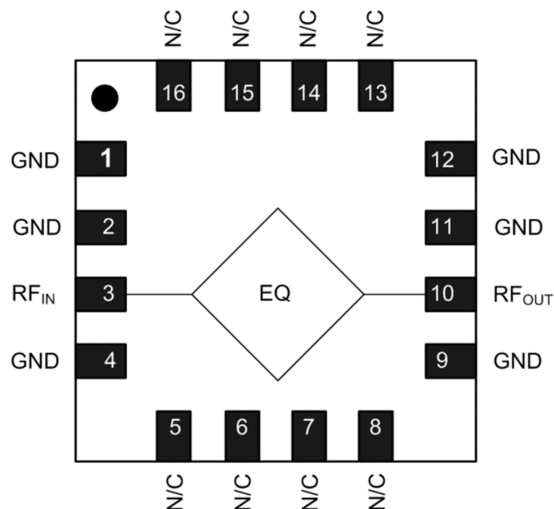 N/C N/C N/C N/C
16 15 14 13
GND 1 12 GND
GND 2 11 GND
RFIN 3 EQ 10 RFOUT
GND 4 9 GND
5 6 7 8
N/C N/C N/C N/C